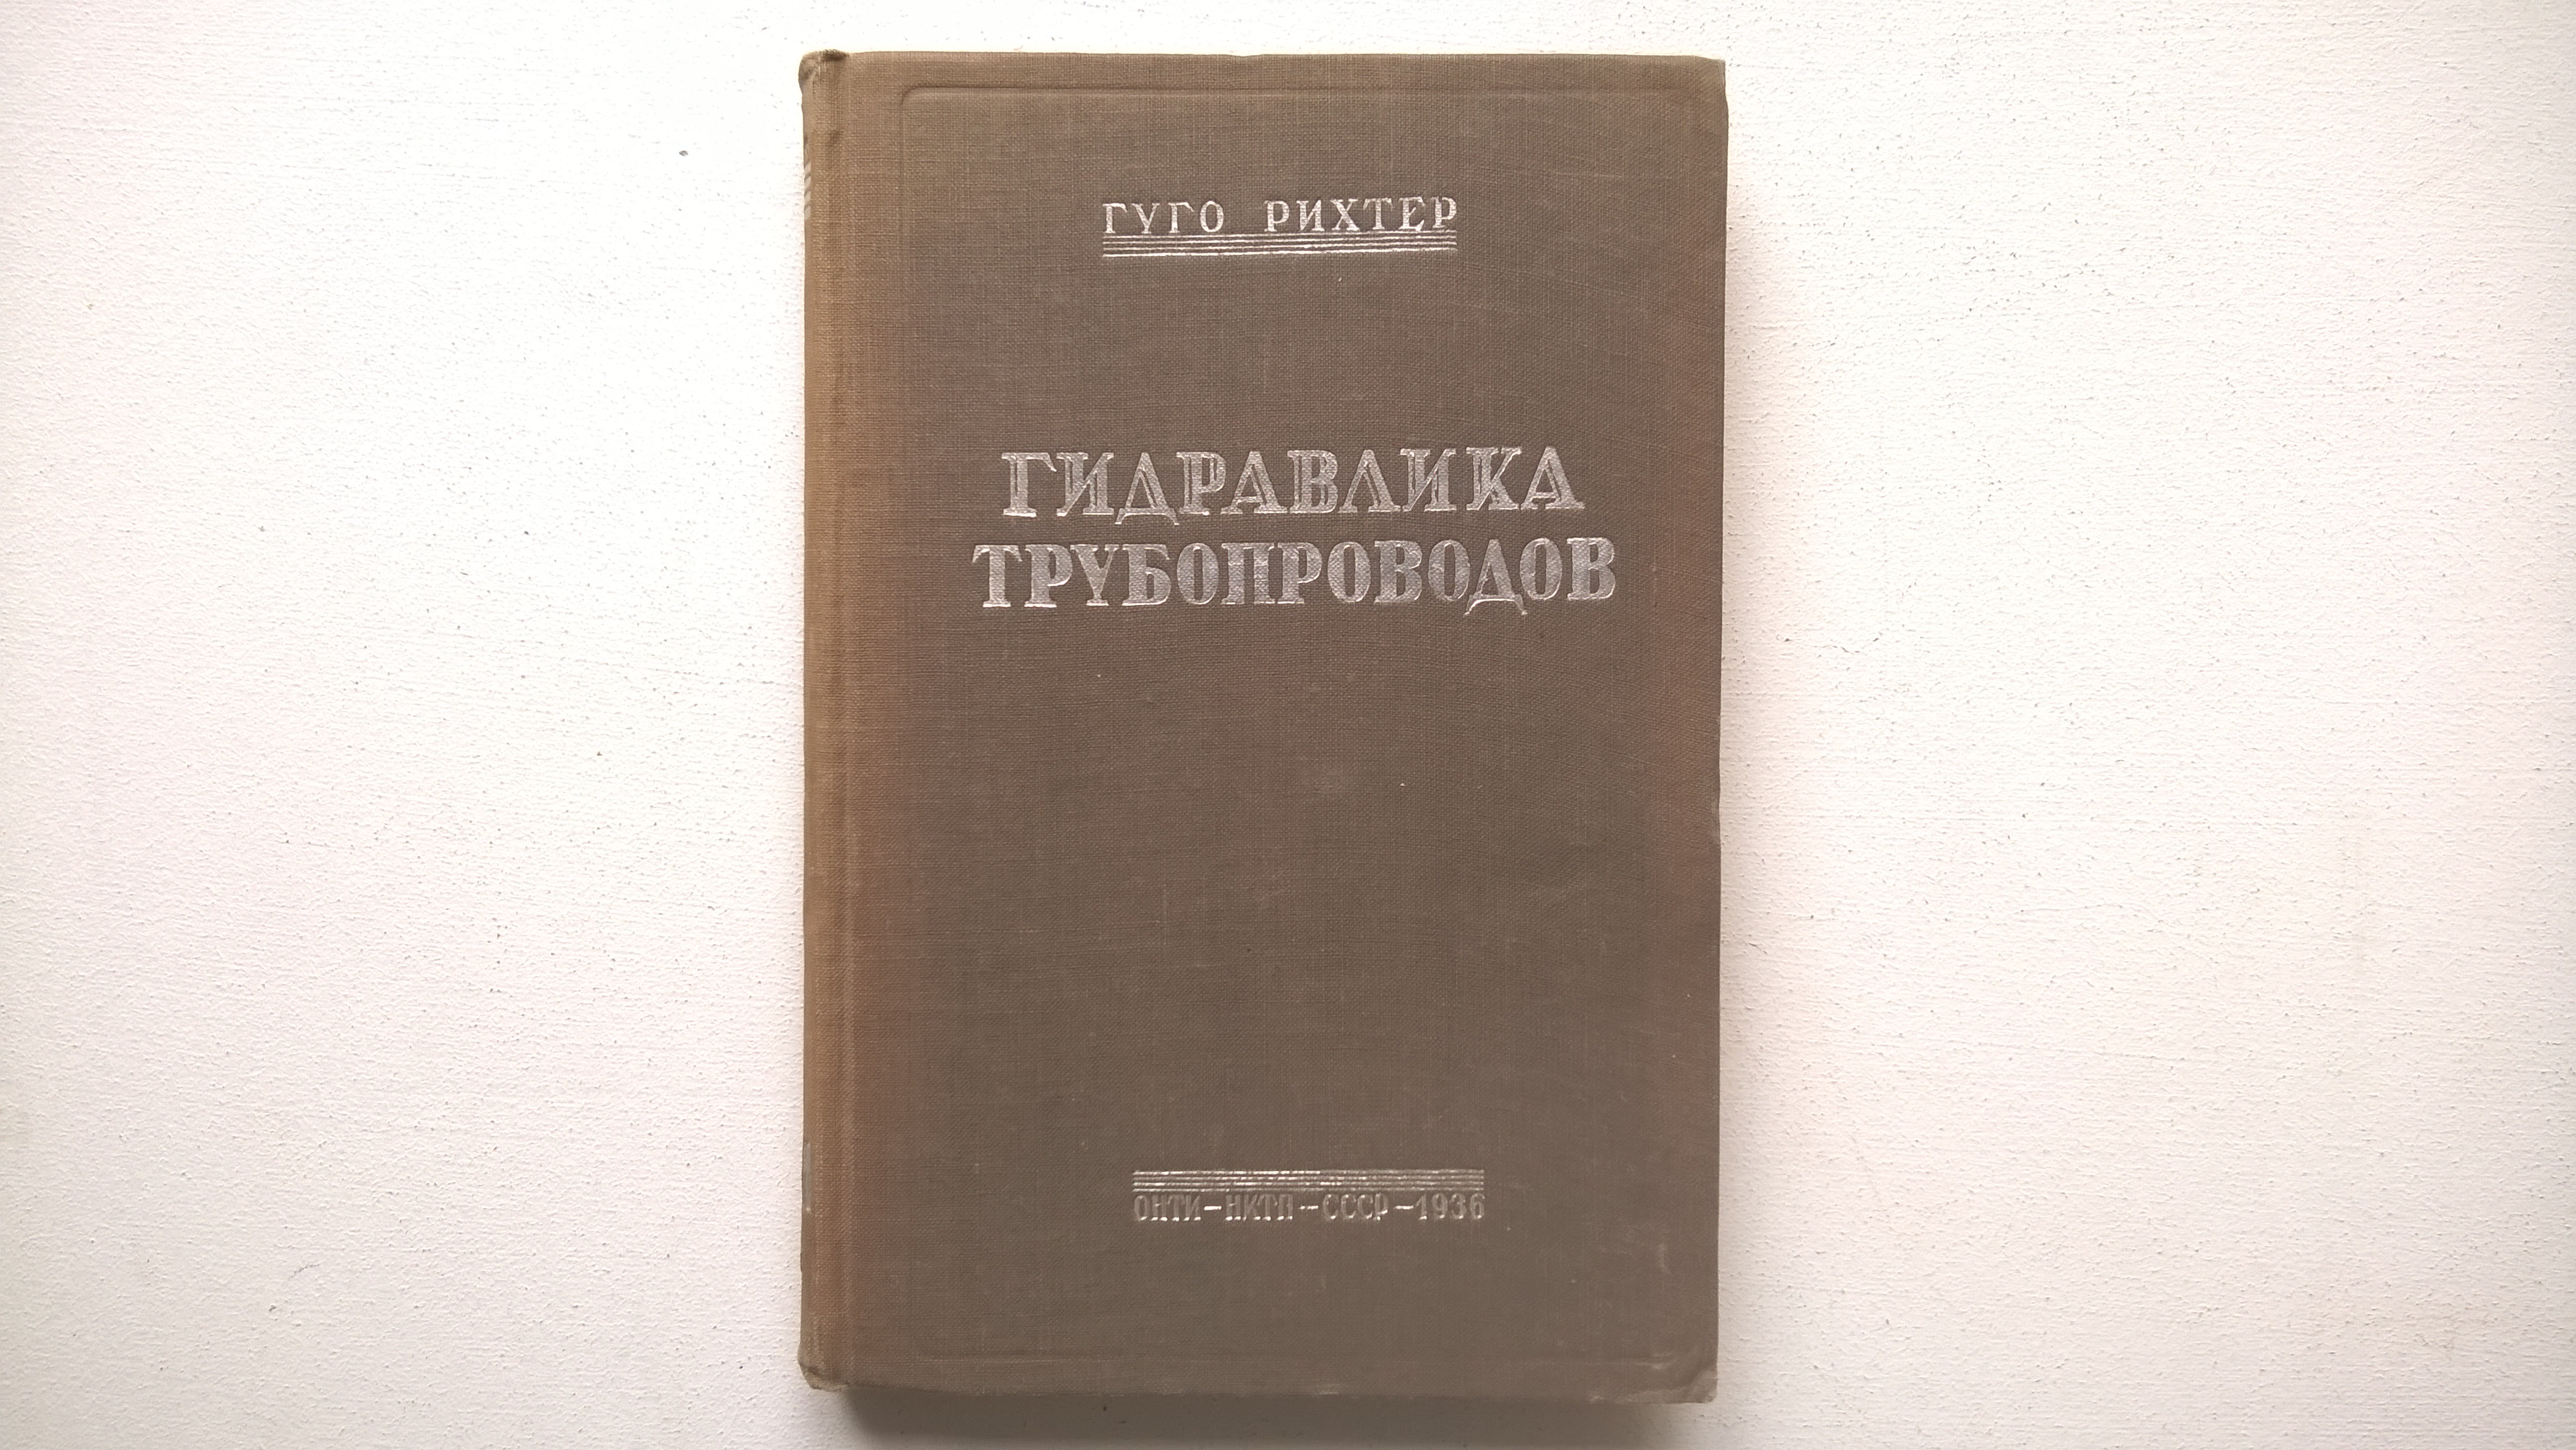 ГУГО РИХТЕР
ГИДРАВЛИКА
ТРУБОПРОВОДОВ
ОНТИ-НКТП-СССР-1936